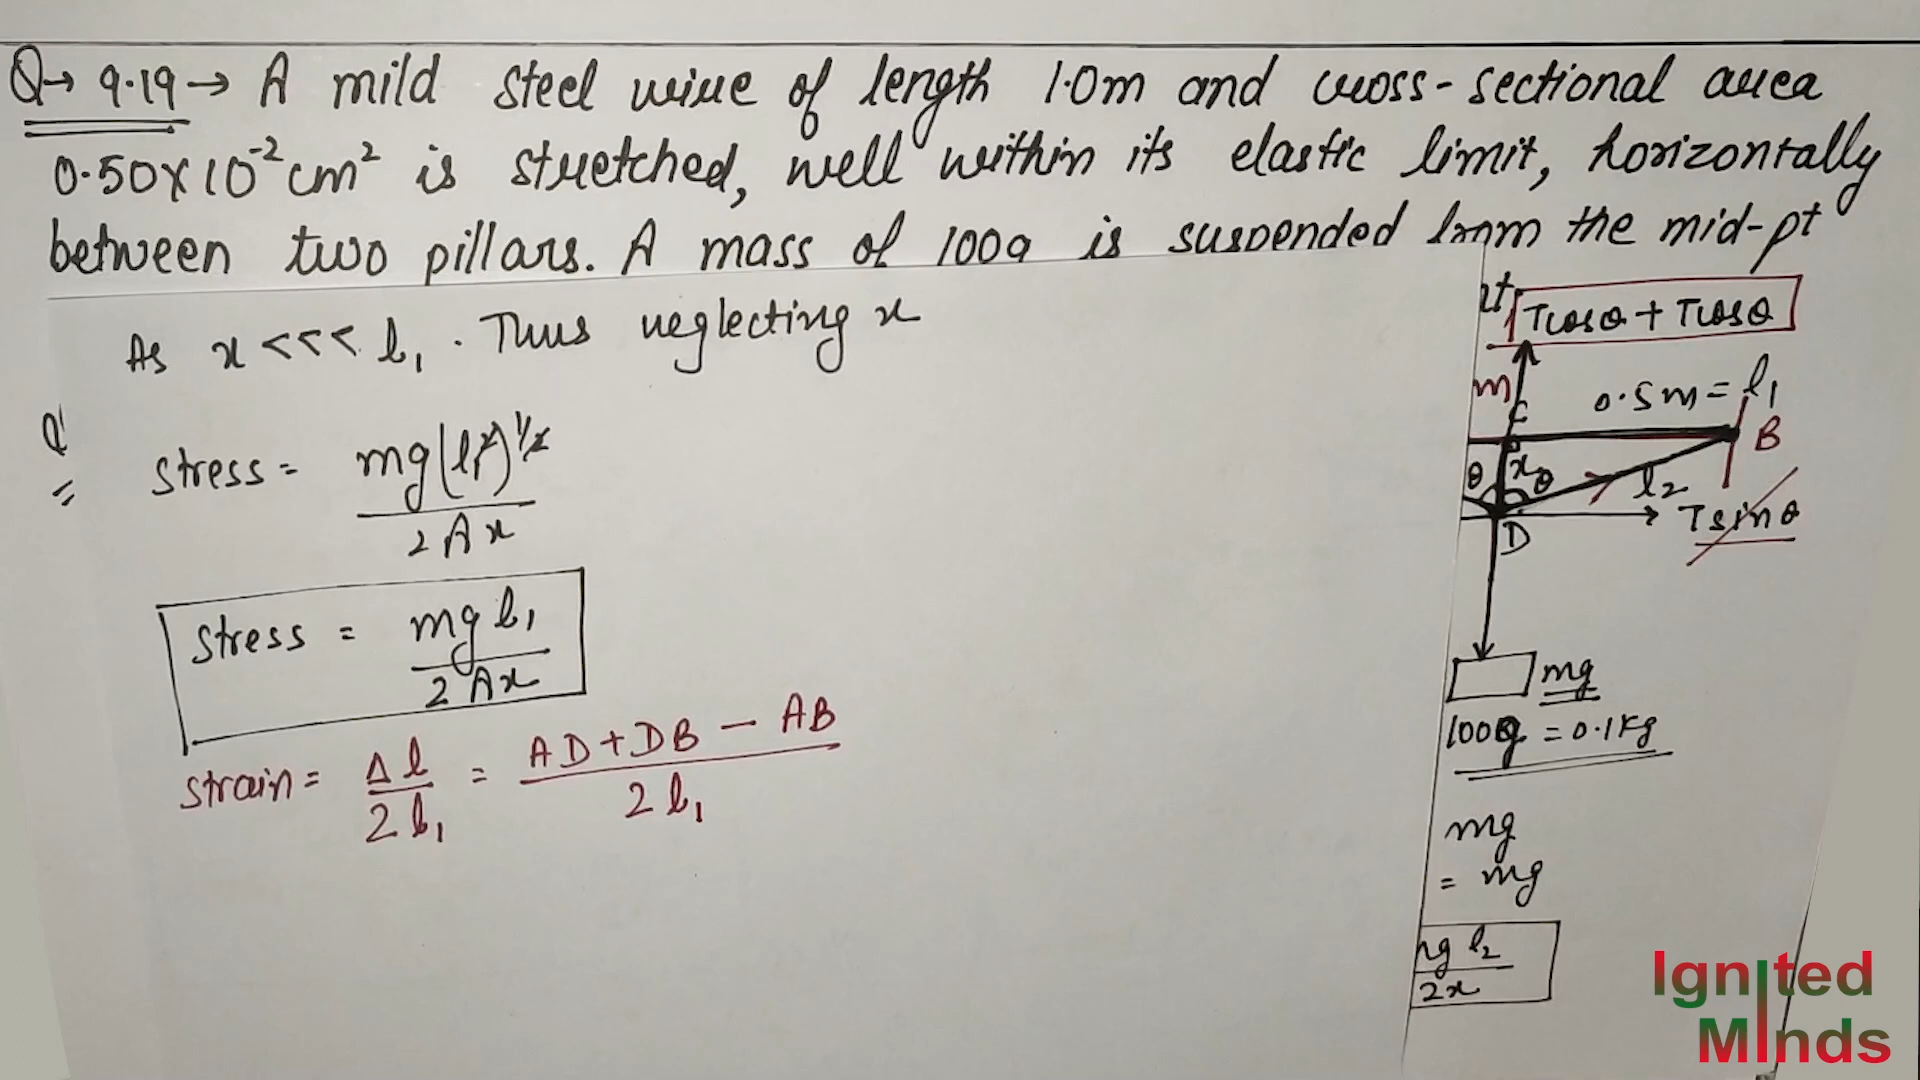 Q→ 9.19 → A mild steel wire of length 1.0m and cross-sectional area
0.50×10⁻² cm² is stretched, well within its elastic limit, horizontally
between two pillars. A mass of 100g is suspended from the mid-pt
As x <<< l₁ . Thus neglecting x
Stress = mg(l₁²)^1/2
2Ax
Stress = mg l₁
2Ax
Strain = Δl = AD + DB - AB
2l₁ 2l₁
Tcosθ + Tcosθ
m
C
0.5m = l₁
B
θ x θ
l₂
Tsinθ
D
mg
100g = 0.1kg
mg
= mg
mg l₂
2x
Ignited
Minds